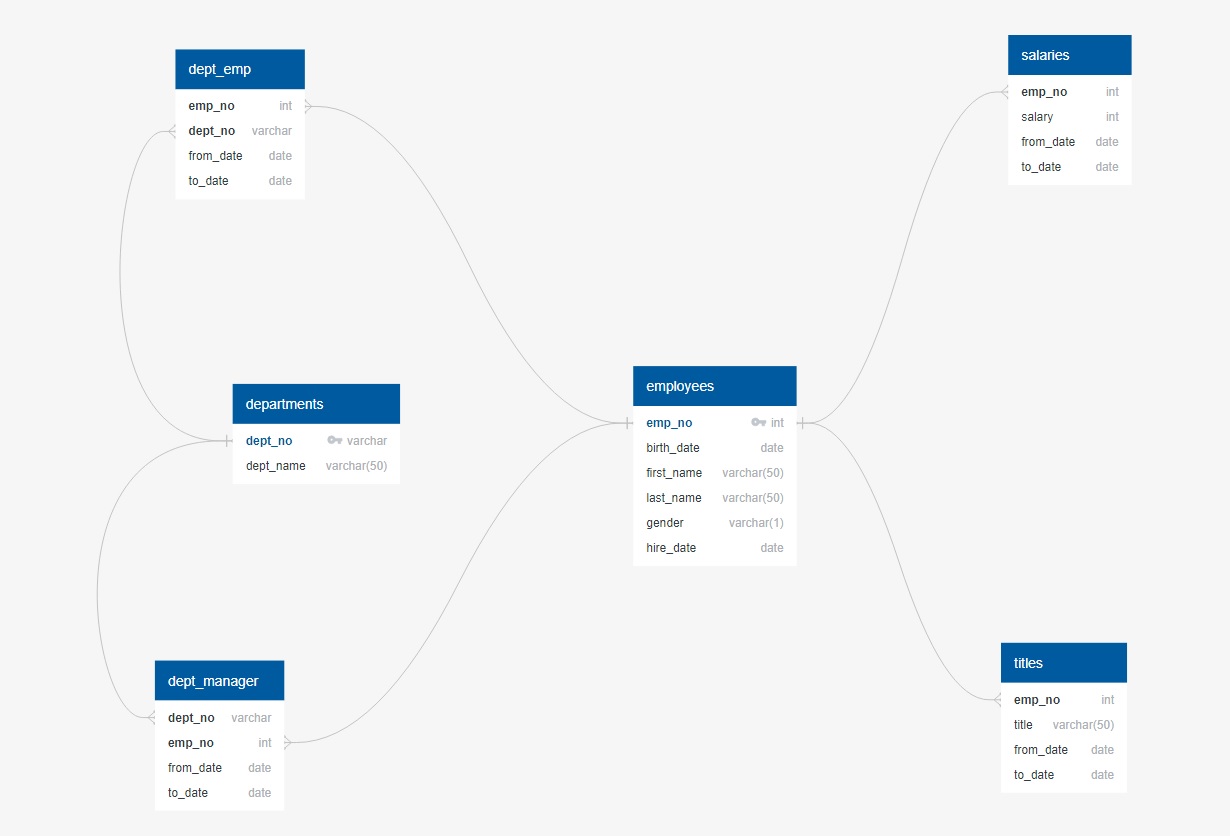 dept_emp
emp_no int
dept_no varchar
from_date date
to_date date
salaries
emp_no int
salary int
from_date date
to_date date
departments
dept_no varchar
dept_name varchar(50)
employees
emp_no int
birth_date date
first_name varchar(50)
last_name varchar(50)
gender varchar(1)
hire_date date
dept_manager
dept_no varchar
emp_no int
from_date date
to_date date
titles
emp_no int
title varchar(50)
from_date date
to_date date